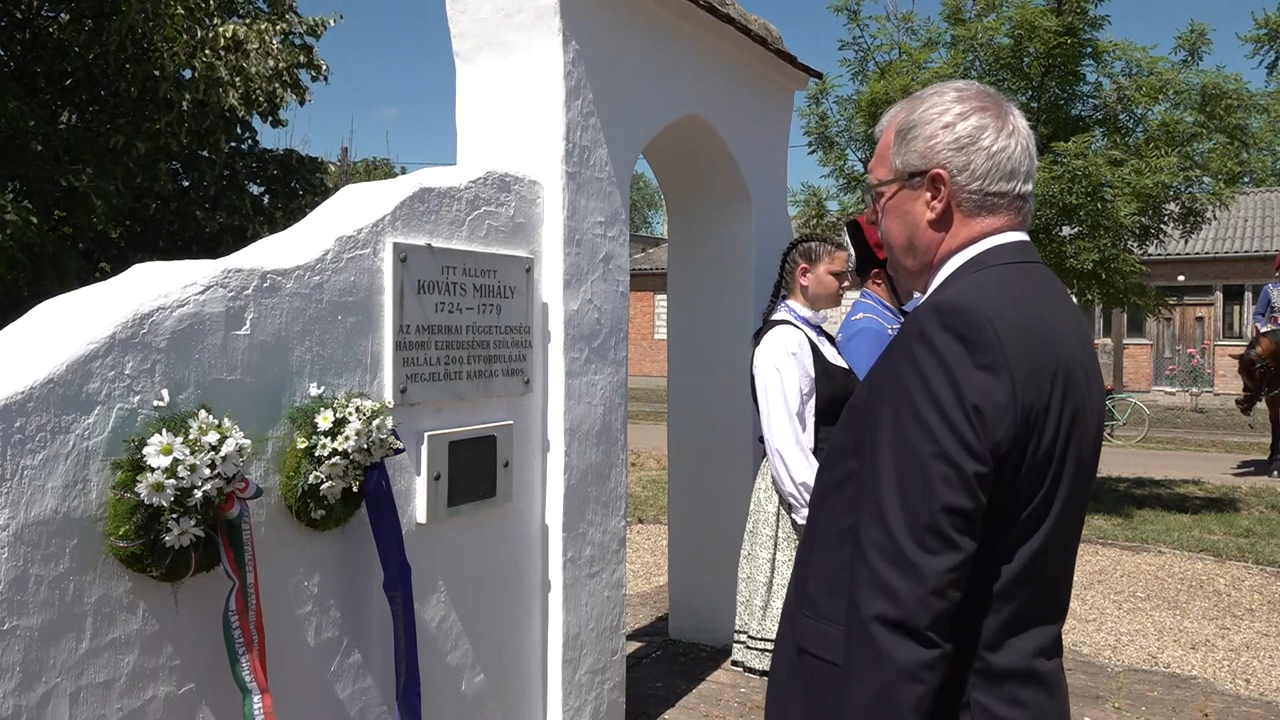 ITT ÁLLOTT
KOVÁTS MIHÁLY
1724-1779
AZ AMERIKAI FÜGGETLENSÉGI
HÁBORÚ EZREDESÉNEK SZÜLŐHÁZA
HALÁLA 200. ÉVFORDULÓJÁN
MEGJELÖLTE KARCAG VÁROS.